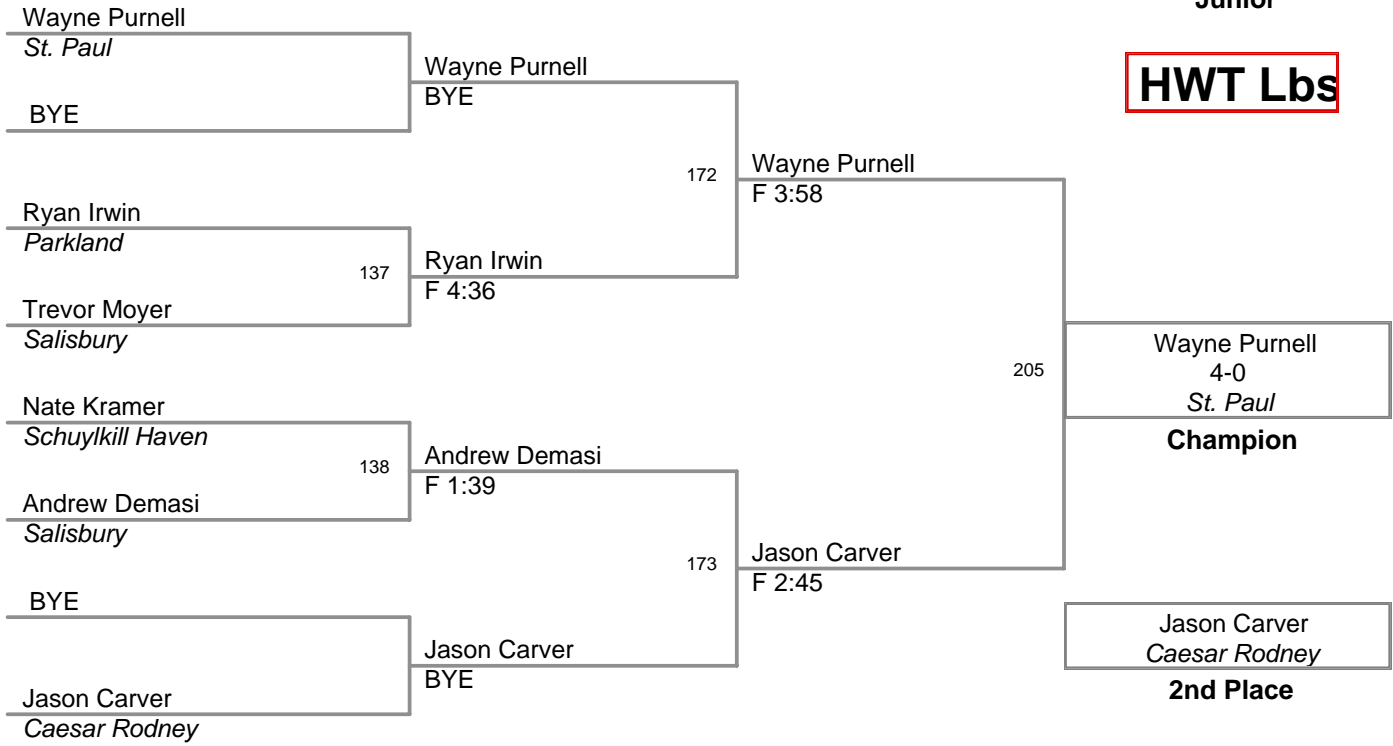 Junior
HWT Lbs
Wayne Purnell
St. Paul
BYE
Ryan Irwin
Parkland
137
Trevor Moyer
Salisbury
Nate Kramer
Schuylkill Haven
138
Andrew Demasi
Salisbury
BYE
Jason Carver
Caesar Rodney
Wayne Purnell
BYE
172
Ryan Irwin
F 4:36
Andrew Demasi
F 1:39
173
Jason Carver
BYE
Wayne Purnell
F 3:58
205
Jason Carver
F 2:45
Wayne Purnell
4-0
St. Paul
Champion
Jason Carver
Caesar Rodney
2nd Place